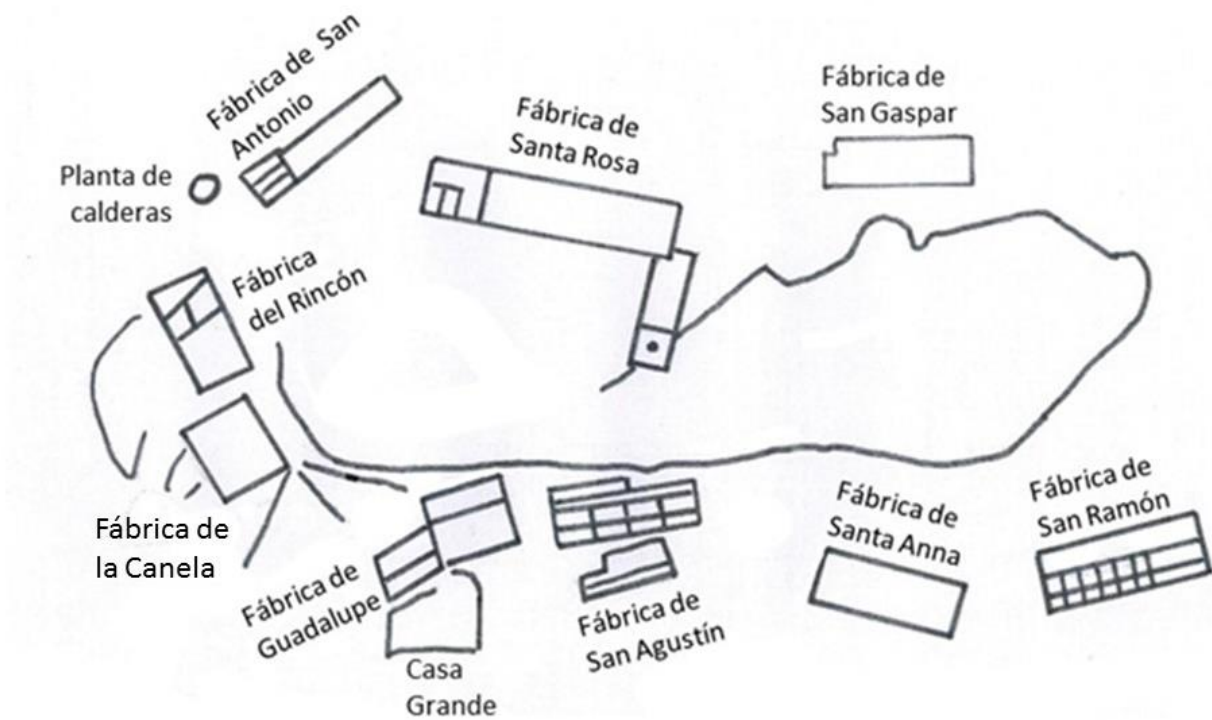 Fábrica de San
Antonio
Fábrica de
Santa Rosa
Fábrica de
San Gaspar
Planta de
calderas
Fábrica
del Rincón
Fábrica de
la Canela
Fábrica de
Guadalupe
Casa
Grande
Fábrica de
San Agustín
Fábrica de
Santa Anna
Fábrica de
San Ramón